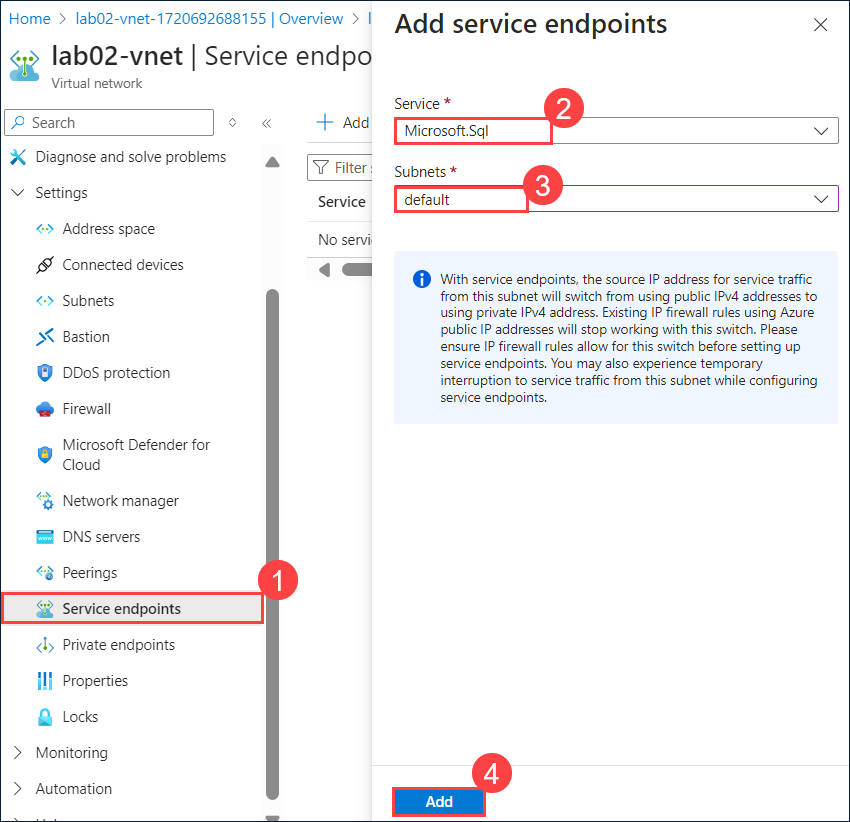 Home > lab02-vnet-1720692688155 | Overview >
lab02-vnet | Service endpo
Virtual network
Search
Add
Diagnose and solve problems
Settings
Address space
Connected devices
Subnets
Bastion
DDoS protection
Firewall
Microsoft Defender for
Cloud
Network manager
DNS servers
Peerings
1
Service endpoints
Private endpoints
Properties
Locks
Monitoring
Automation
Filter
Service
No servi
Add service endpoints
Service *
2
Microsoft.Sql
Subnets *
3
default
With service endpoints, the source IP address for service traffic
from this subnet will switch from using public IPv4 addresses to
using private IPv4 address. Existing IP firewall rules using Azure
public IP addresses will stop working with this switch. Please
ensure IP firewall rules allow for this switch before setting up
service endpoints. You may also experience temporary
interruption to service traffic from this subnet while configuring
service endpoints.
4
Add